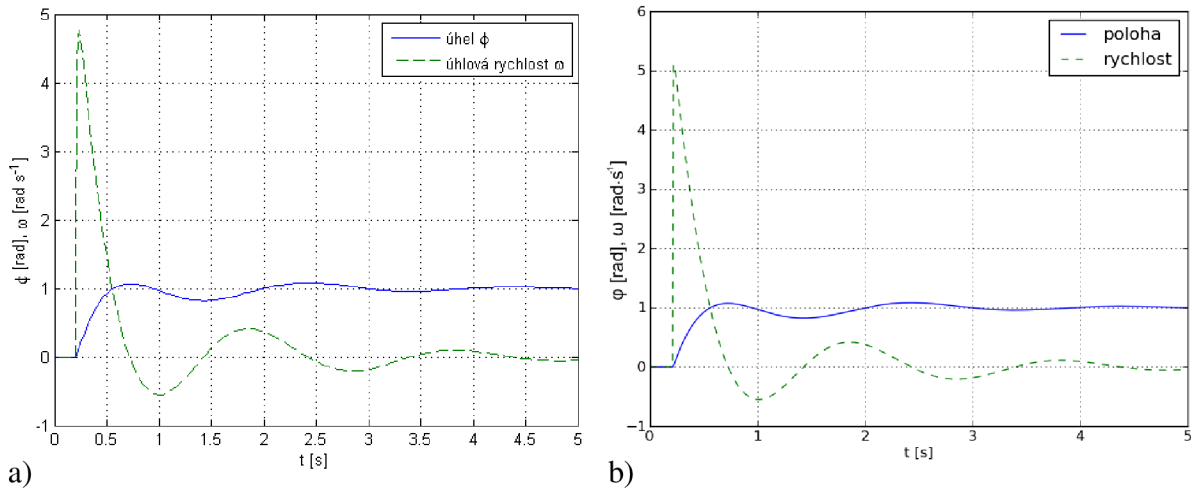 5
4
3
2
1
0
-1
ϕ [rad], ω [rad s-1]
úhel ϕ
úhlová rychlost ω
0 0.5 1 1.5 2 2.5 3 3.5 4 4.5 5
t [s]
a)
6
5
4
3
2
1
0
−1
φ [rad], ω [rad·s-1]
poloha
rychlost
0 1 2 3 4 5
t [s]
b)